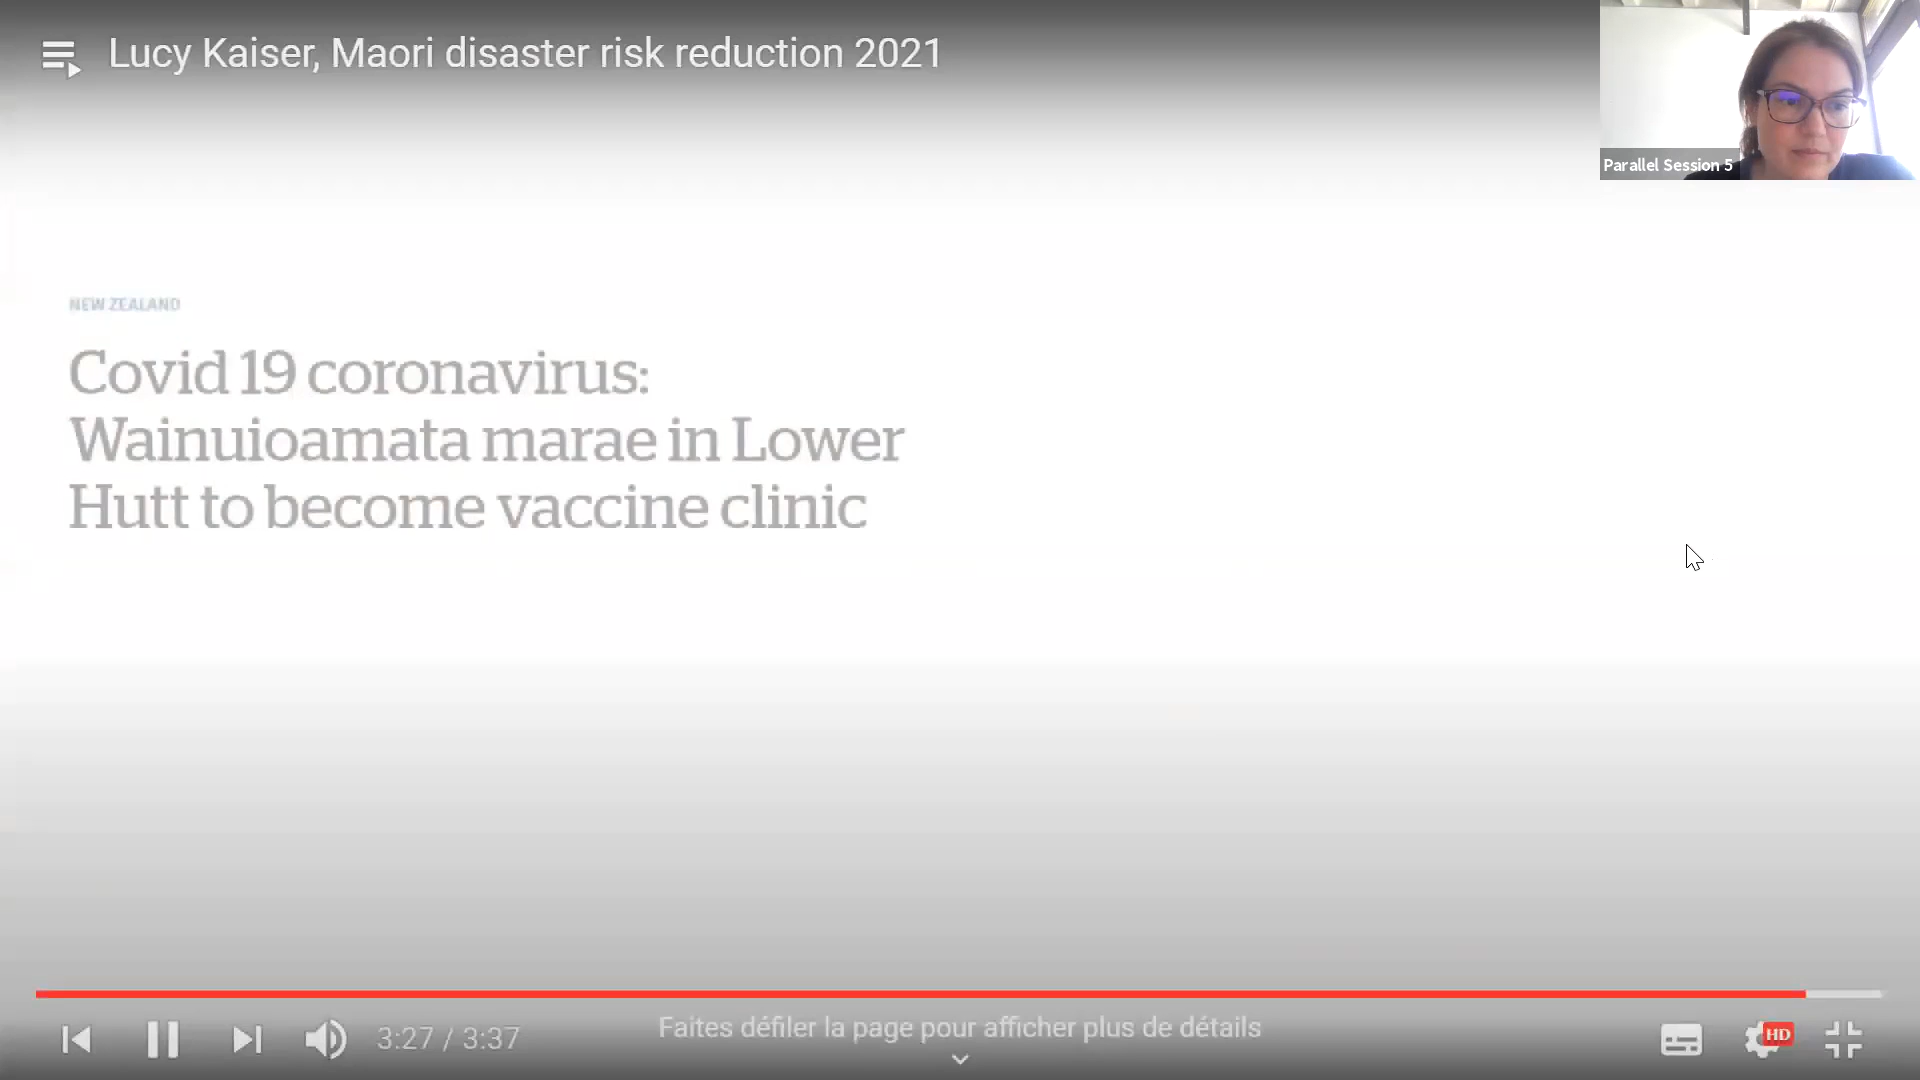 Lucy Kaiser, Maori disaster risk reduction 2021
Parallel Session 5
NEW ZEALAND
Covid 19 coronavirus:
Wainuioamata marae in Lower
Hutt to become vaccine clinic
3:27 / 3:37
Faites défiler la page pour afficher plus de détails
HD